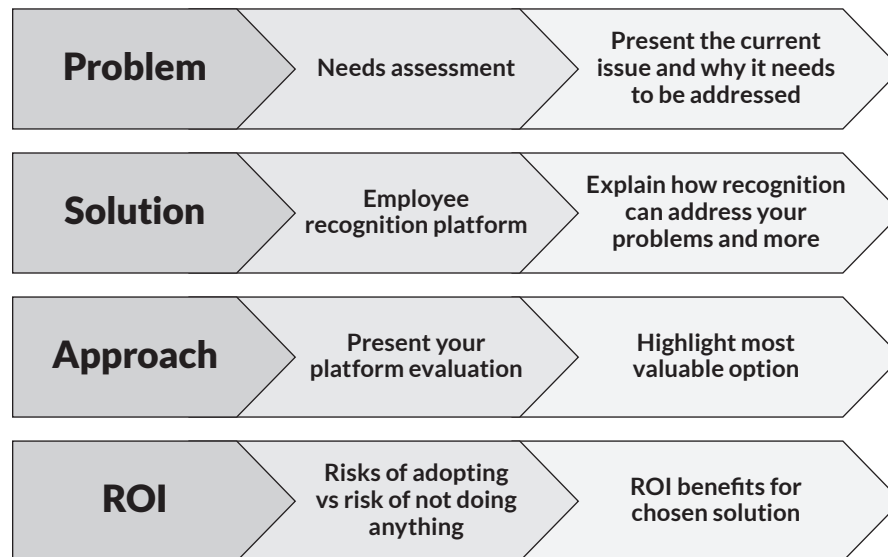 Problem
Needs assessment
Present the current
issue and why it needs
to be addressed
Solution
Employee
recognition platform
Explain how recognition
can address your
problems and more
Approach
Present your
platform evaluation
Highlight most
valuable option
ROI
Risks of adopting
vs risk of not doing
anything
ROI benefits for
chosen solution